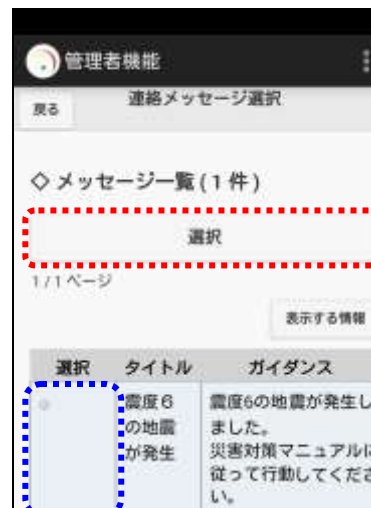 管理者機能
戻る
連絡メッセージ選択
◇ メッセージ一覧(1件)
選択
1/1ページ
表示する情報
選択 タイトル ガイダンス
震度6
の地震
が発生
震度6の地震が発生し
ました。
災害対策マニュアルに
従って行動してくださ
い。